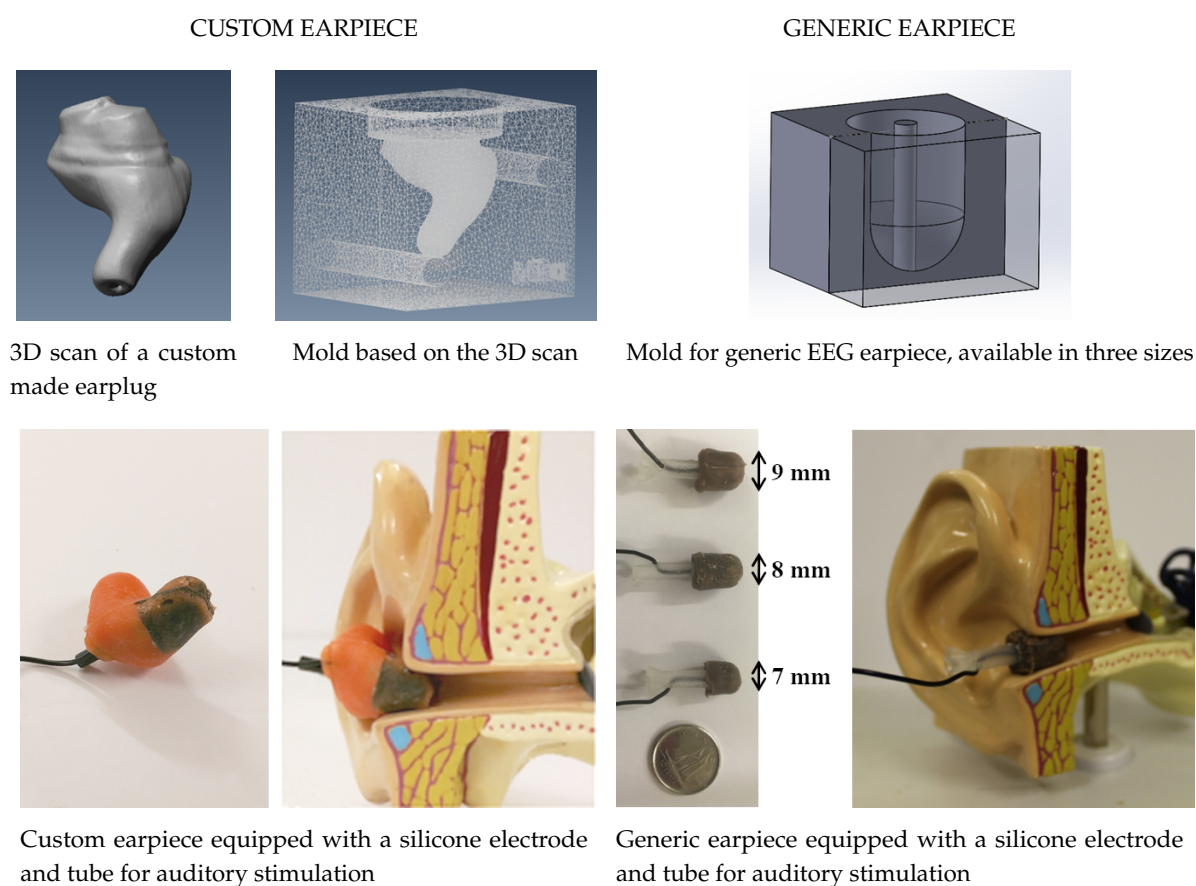 CUSTOM EARPIECE
GENERIC EARPIECE
3D scan of a custom
made earplug
Mold based on the 3D scan
Mold for generic EEG earpiece, available in three sizes
9 mm
8 mm
7 mm
Custom earpiece equipped with a silicone electrode
and tube for auditory stimulation
Generic earpiece equipped with a silicone electrode
and tube for auditory stimulation